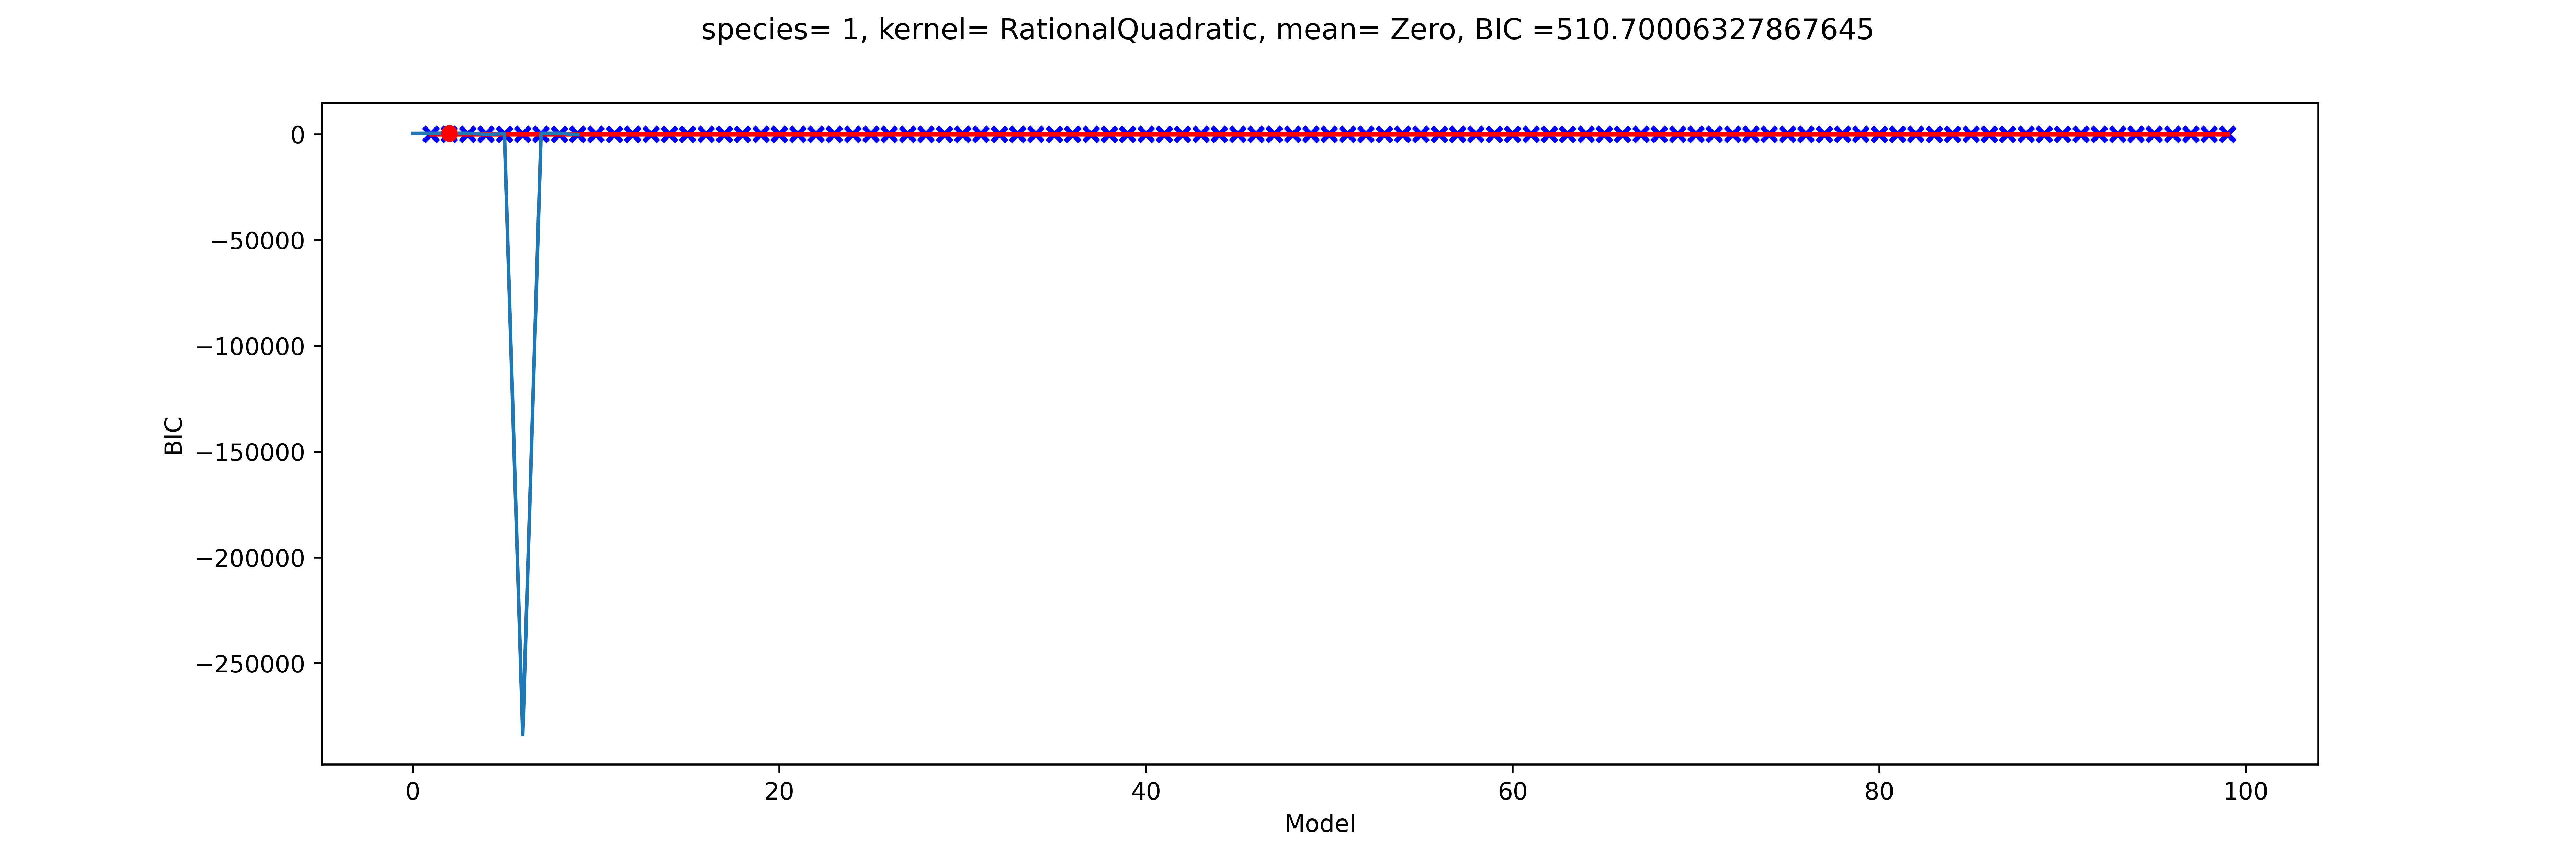 species= 1, kernel= RationalQuadratic, mean= Zero, BIC =510.70006327867645
0
−50000
−100000
−150000
−200000
−250000
BIC
0 20 40 60 80 100
Model